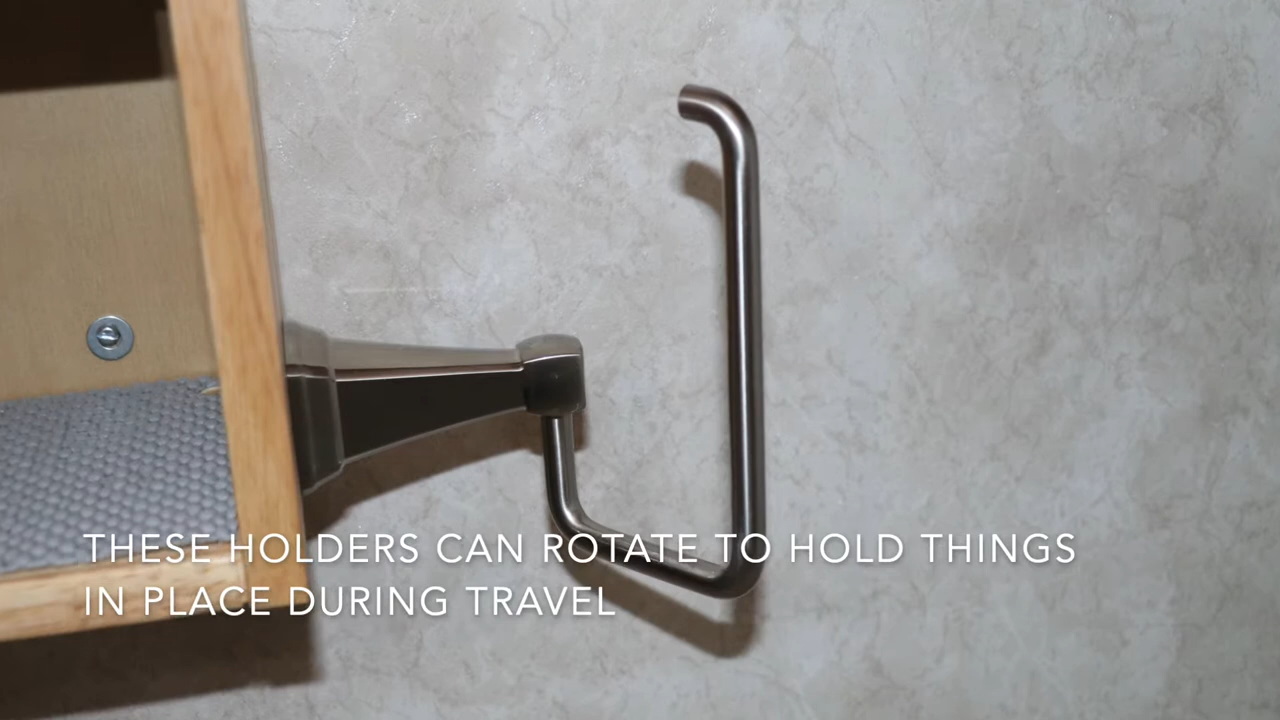 THESE HOLDERS CAN ROTATE TO HOLD THINGS
IN PLACE DURING TRAVEL